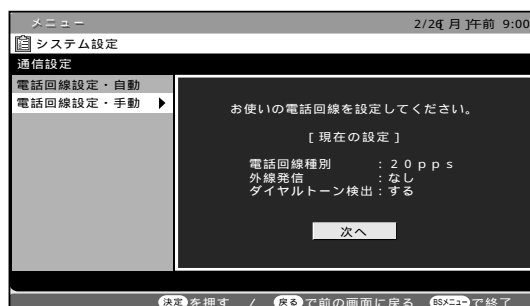 メニュー 2/26[月]午前 9:00
システム設定
通信設定
電話回線設定・自動
電話回線設定・手動 ▶
お使いの電話回線を設定してください。
[現在の設定]
電話回線種別 :20pps
外線発信 :なし
ダイヤルトーン検出:する
次へ
決定を押す / 戻るで前の画面に戻る BSメニューで終了